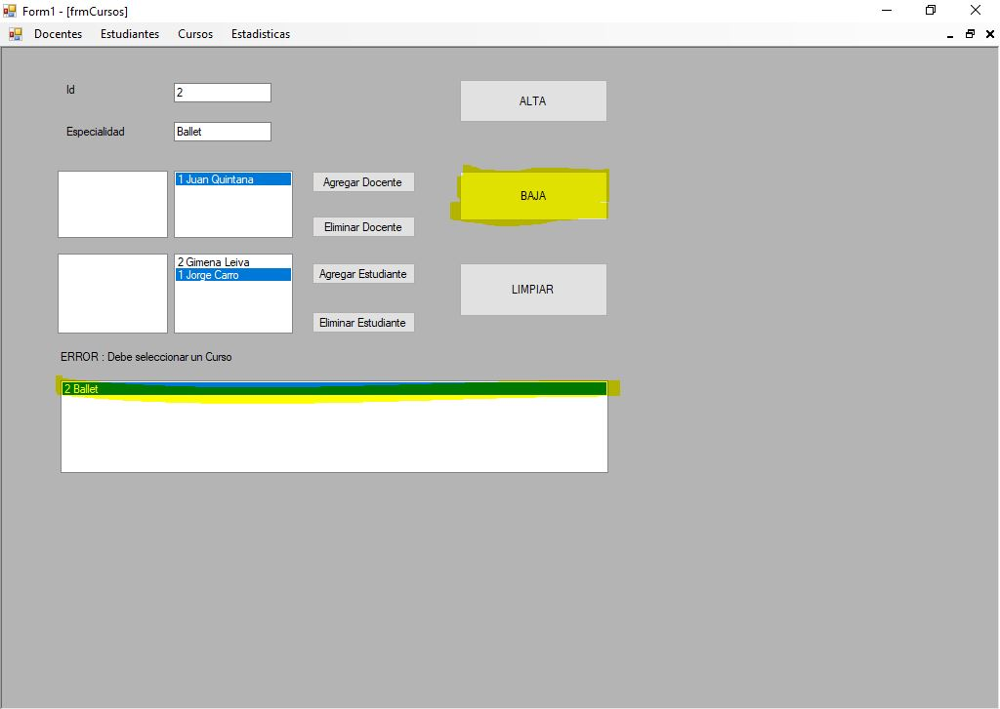 Form1 - [frmCursos]
Docentes Estudiantes Cursos Estadisticas
Id 2 ALTA
Especialidad Ballet
1 Juan Quintana Agregar Docente
BAJA
Eliminar Docente
2 Gimena Leiva
1 Jorge Carro Agregar Estudiante
LIMPIAR
Eliminar Estudiante
ERROR : Debe seleccionar un Curso
2 Ballet